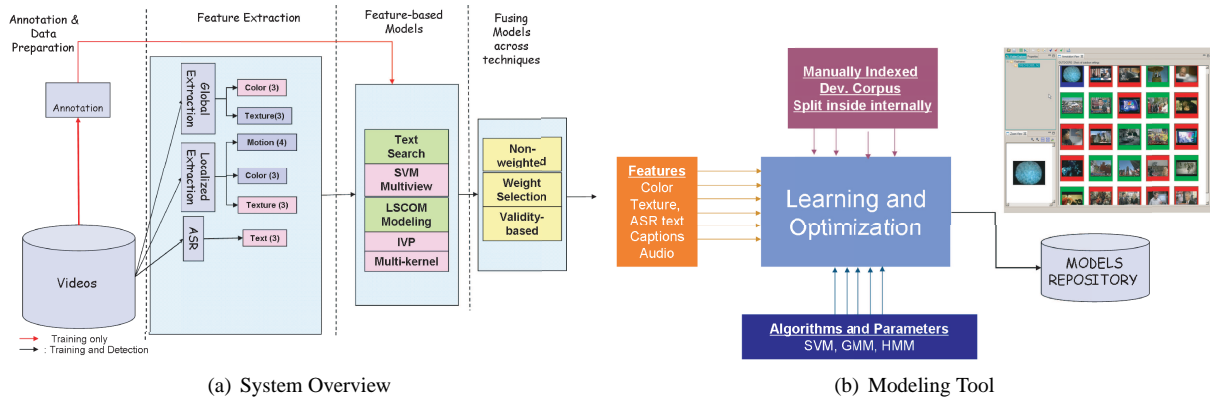 Annotation &
Data
Preparation
Feature Extraction
Feature-based
Models
Fusing
Models
across
techniques
Annotation
Global
Extraction
Localized
Extraction
ASR
Color (3)
Texture(3)
Motion (4)
Color (3)
Texture (3)
Text (3)
Text
Search
SVM
Multiview
LSCOM
Modeling
IVP
Multi-kernel
Non-
weighted
Weight
Selection
Validity-
based
Videos
Training only
: Training and Detection
(a) System Overview
Manually Indexed
Dev. Corpus
Split inside internally
Features
Color
Texture,
ASR text
Captions
Audio
Learning and
Optimization
MODELS
REPOSITORY
Algorithms and Parameters
SVM, GMM, HMM
(b) Modeling Tool